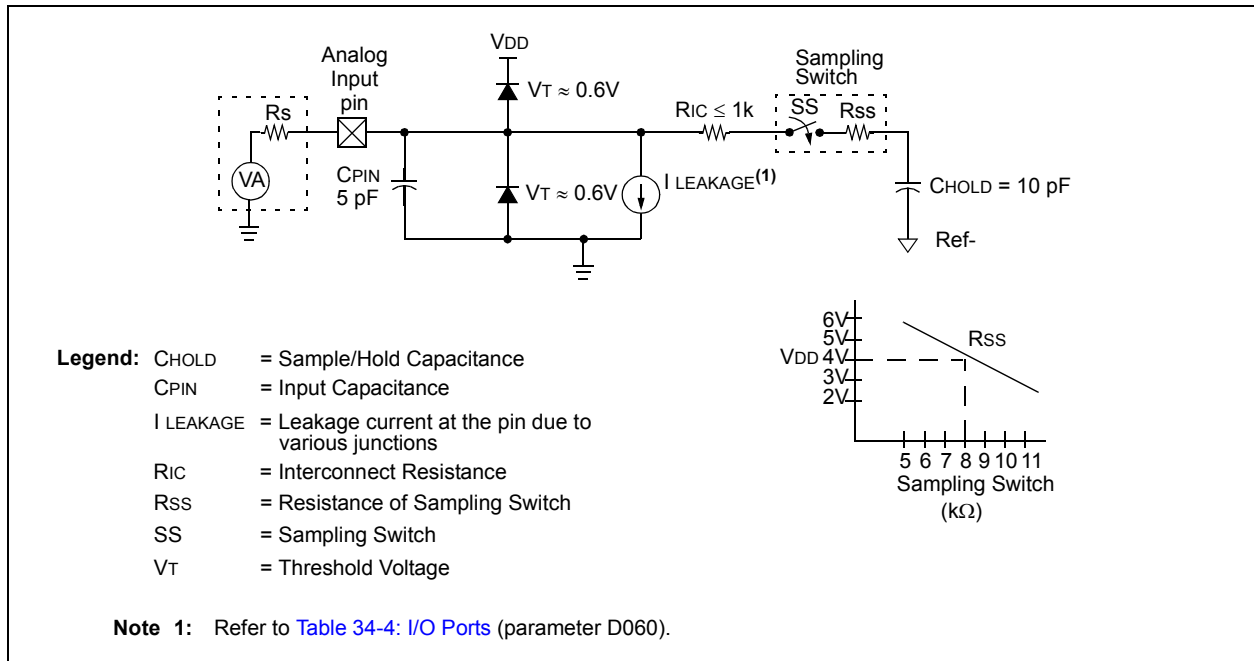 VDD
Analog
Input
pin
Sampling
Switch
VT ≈ 0.6V
Rs
RIC ≤ 1k
SS
Rss
VA
CPIN
5 pF
VT ≈ 0.6V
I LEAKAGE(1)
CHOLD = 10 pF
Ref-
6V
5V
VDD 4V
3V
2V
RSS
5 6 7 8 9 10 11
Sampling Switch
(kΩ)
Legend: CHOLD = Sample/Hold Capacitance
CPIN = Input Capacitance
I LEAKAGE = Leakage current at the pin due to
various junctions
RIC = Interconnect Resistance
RSS = Resistance of Sampling Switch
SS = Sampling Switch
VT = Threshold Voltage
Note 1: Refer to Table 34-4: I/O Ports (parameter D060).